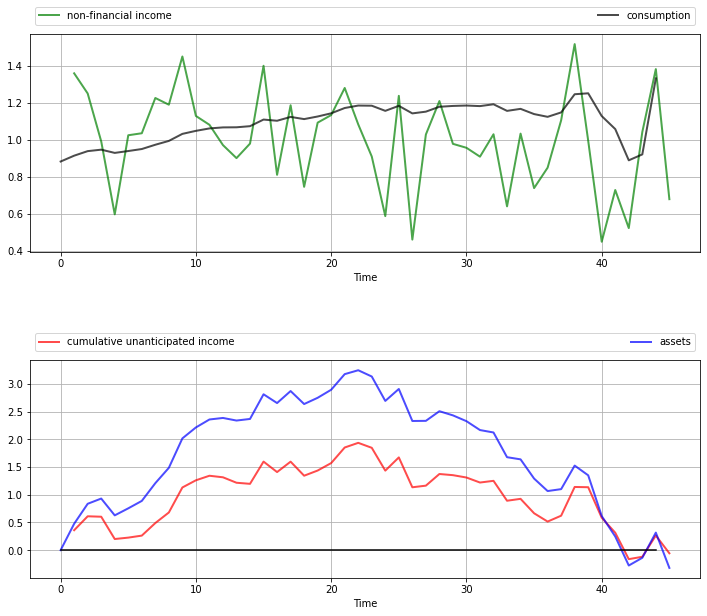 non-financial income consumption
1.4
1.2
1.0
0.8
0.6
0.4
0 10 20 30 40
Time
cumulative unanticipated income assets
3.0
2.5
2.0
1.5
1.0
0.5
0.0
0 10 20 30 40
Time